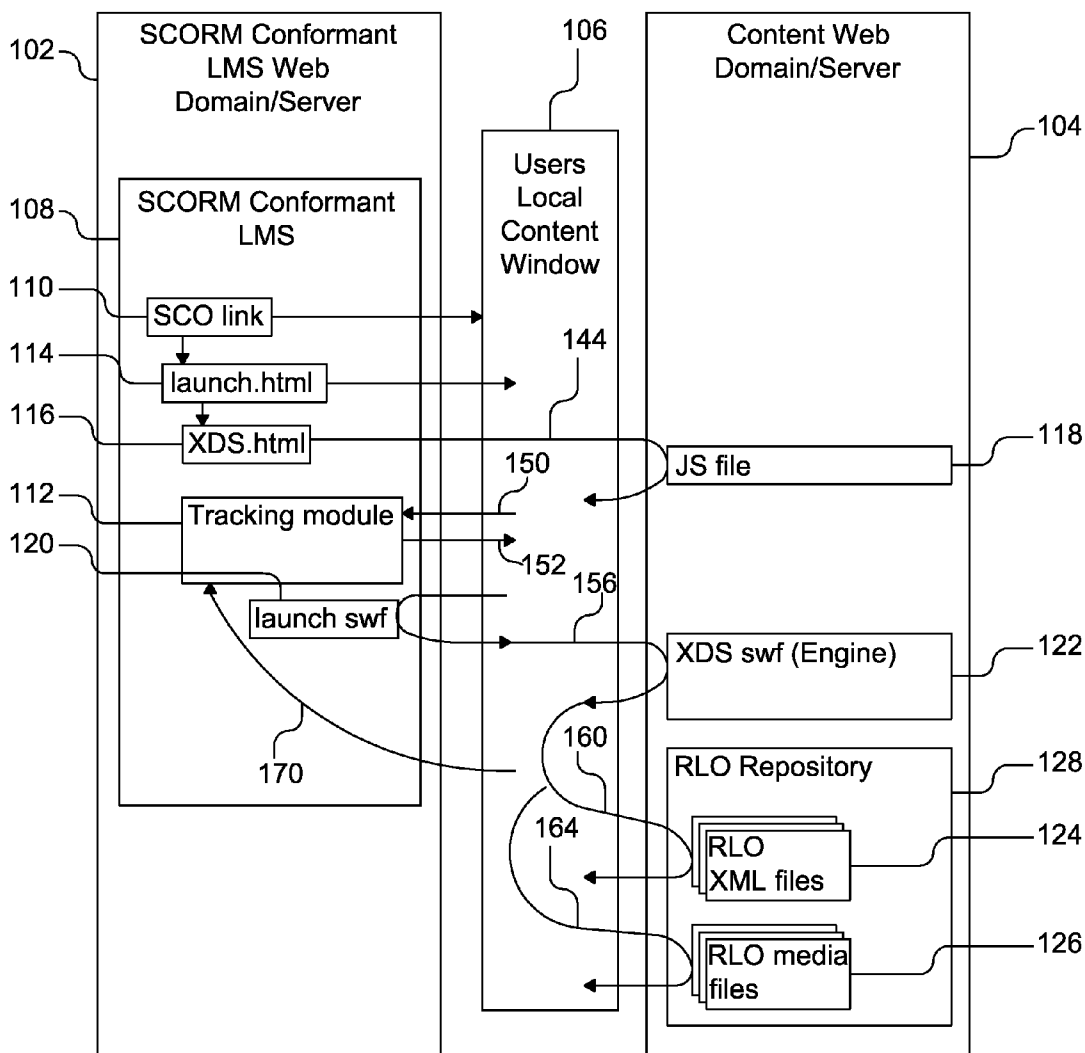 SCORM Conformant
LMS Web
Domain/Server
102
106
Content Web
Domain/Server
104
Users
Local
Content
Window
SCORM Conformant
LMS
108
110
SCO link
114
launch.html
144
116
XDS.html
118
JS file
150
112
Tracking module
152
120
launch swf
156
XDS swf (Engine)
122
160
170
RLO Repository
128
164
RLO
XML files
124
RLO media
files
126